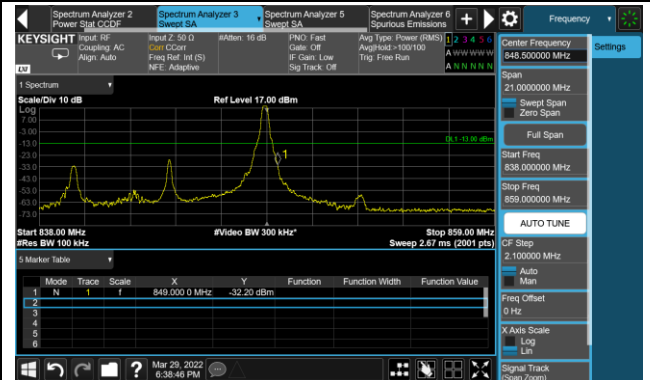 Spectrum Analyzer 2
Power Stat CCDF
Spectrum Analyzer 3
Swept SA
Spectrum Analyzer 5
Swept SA
Spectrum Analyzer 6
Spurious Emissions
Frequency
KEYSIGHT
Input: RF
Coupling: AC
Align: Auto
Input Z: 50 Ω
Corr CCorr
Freq Ref: Int (S)
NFE: Adaptive
#Atten: 16 dB
PNO: Fast
Gate: Off
IF Gain: Low
Sig Track: Off
Avg Type: Power (RMS)
Avg|Hold:>100/100
Trig: Free Run
1 2 3 4 5 6
A W W W W W
A N N N N N
LXI
1 Spectrum
Scale/Div 10 dB
Ref Level 17.00 dBm
Log
7.00
-3.00
-13.0
-23.0
-33.0
-43.0
-53.0
-63.0
-73.0
DL1 -13.00 dBm
1
Start 838.00 MHz
#Video BW 300 kHz*
Stop 859.00 MHz
#Res BW 100 kHz
Sweep 2.67 ms (2001 pts)
5 Marker Table
Mode Trace Scale X Y Function Function Width Function Value
1 N 1 f 849.000 0 MHz -32.20 dBm
2
3
4
5
6
Mar 29, 2022
6:38:46 PM
Center Frequency
848.500000 MHz
Settings
Span
21.0000000 MHz
Swept Span
Zero Span
Full Span
Start Freq
838.000000 MHz
Stop Freq
859.000000 MHz
AUTO TUNE
CF Step
2.100000 MHz
Auto
Man
Freq Offset
0 Hz
X Axis Scale
Log
Lin
Signal Track
(Span Zoom)